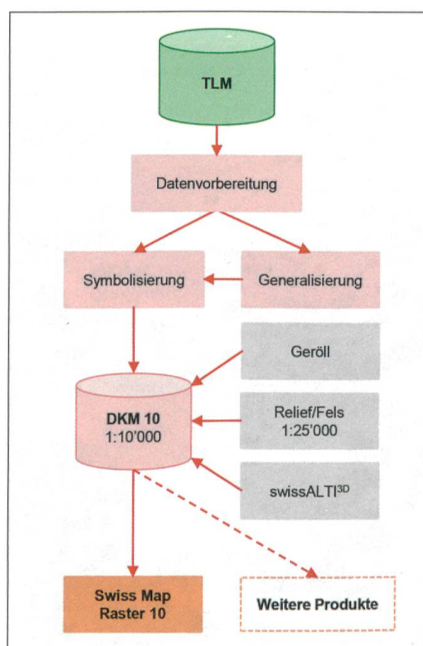 TLM
Datenvorbereitung
Symbolisierung
Generalisierung
Geröll
DKM 10
1:10'000
Relief/Fels
1:25'000
swissALTI3D
Swiss Map
Raster 10
Weitere Produkte